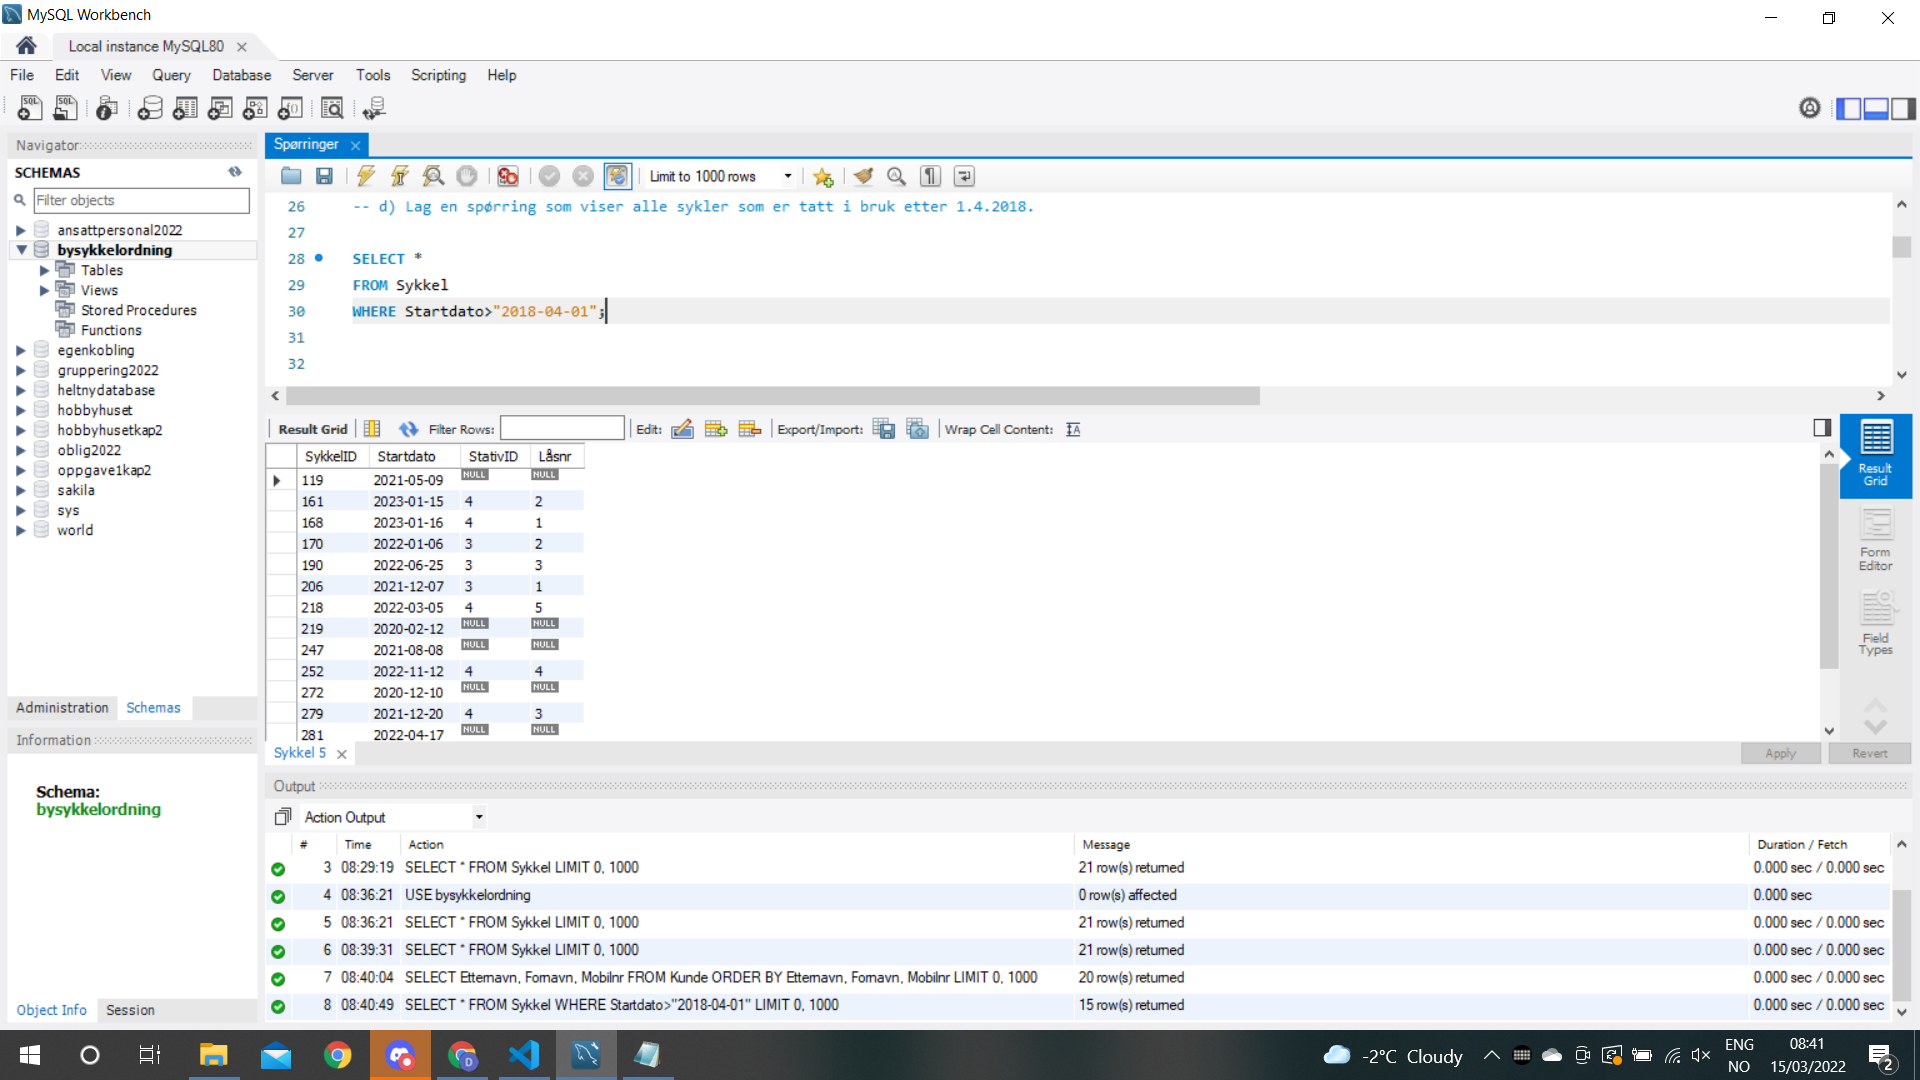 MySQL Workbench
Local instance MySQL80
File Edit View Query Database Server Tools Scripting Help
Navigator
SCHEMAS
Filter objects
ansattpersonal2022
bysykkelordning
Tables
Views
Stored Procedures
Functions
egenkobling
gruppering2022
heltnydatabase
hobbyhuset
hobbyhusetkap2
oblig2022
oppgave1kap2
sakila
sys
world
Administration Schemas
Information
Schema:
bysykkelordning
Object Info Session
Spørringer
Limit to 1000 rows
26 -- d) Lag en spørring som viser alle sykler som er tatt i bruk etter 1.4.2018.
27
28 SELECT *
29 FROM Sykkel
30 WHERE Startdato>"2018-04-01";
31
32
Result Grid Filter Rows: Edit: Export/Import: Wrap Cell Content:
SykkelID Startdato StativID Låsnr
119 2021-05-09 NULL NULL
161 2023-01-15 4 2
168 2023-01-16 4 1
170 2022-01-06 3 2
190 2022-06-25 3 3
206 2021-12-07 3 1
218 2022-03-05 4 5
219 2020-02-12 NULL NULL
247 2021-08-08 NULL NULL
252 2022-11-12 4 4
272 2020-12-10 NULL NULL
279 2021-12-20 4 3
281 2022-04-17 NULL NULL
Result Grid
Form Editor
Field Types
Sykkel 5
Apply Revert
Output
Action Output
# Time Action Message Duration / Fetch
3 08:29:19 SELECT * FROM Sykkel LIMIT 0, 1000 21 row(s) returned 0.000 sec / 0.000 sec
4 08:36:21 USE bysykkelordning 0 row(s) affected 0.000 sec
5 08:36:21 SELECT * FROM Sykkel LIMIT 0, 1000 21 row(s) returned 0.000 sec / 0.000 sec
6 08:39:31 SELECT * FROM Sykkel LIMIT 0, 1000 21 row(s) returned 0.000 sec / 0.000 sec
7 08:40:04 SELECT Etternavn, Fornavn, Mobilnr FROM Kunde ORDER BY Etternavn, Fornavn, Mobilnr LIMIT 0, 1000 20 row(s) returned 0.000 sec / 0.000 sec
8 08:40:49 SELECT * FROM Sykkel WHERE Startdato>"2018-04-01" LIMIT 0, 1000 15 row(s) returned 0.000 sec / 0.000 sec
-2°C Cloudy
ENG
NO
08:41
15/03/2022
2